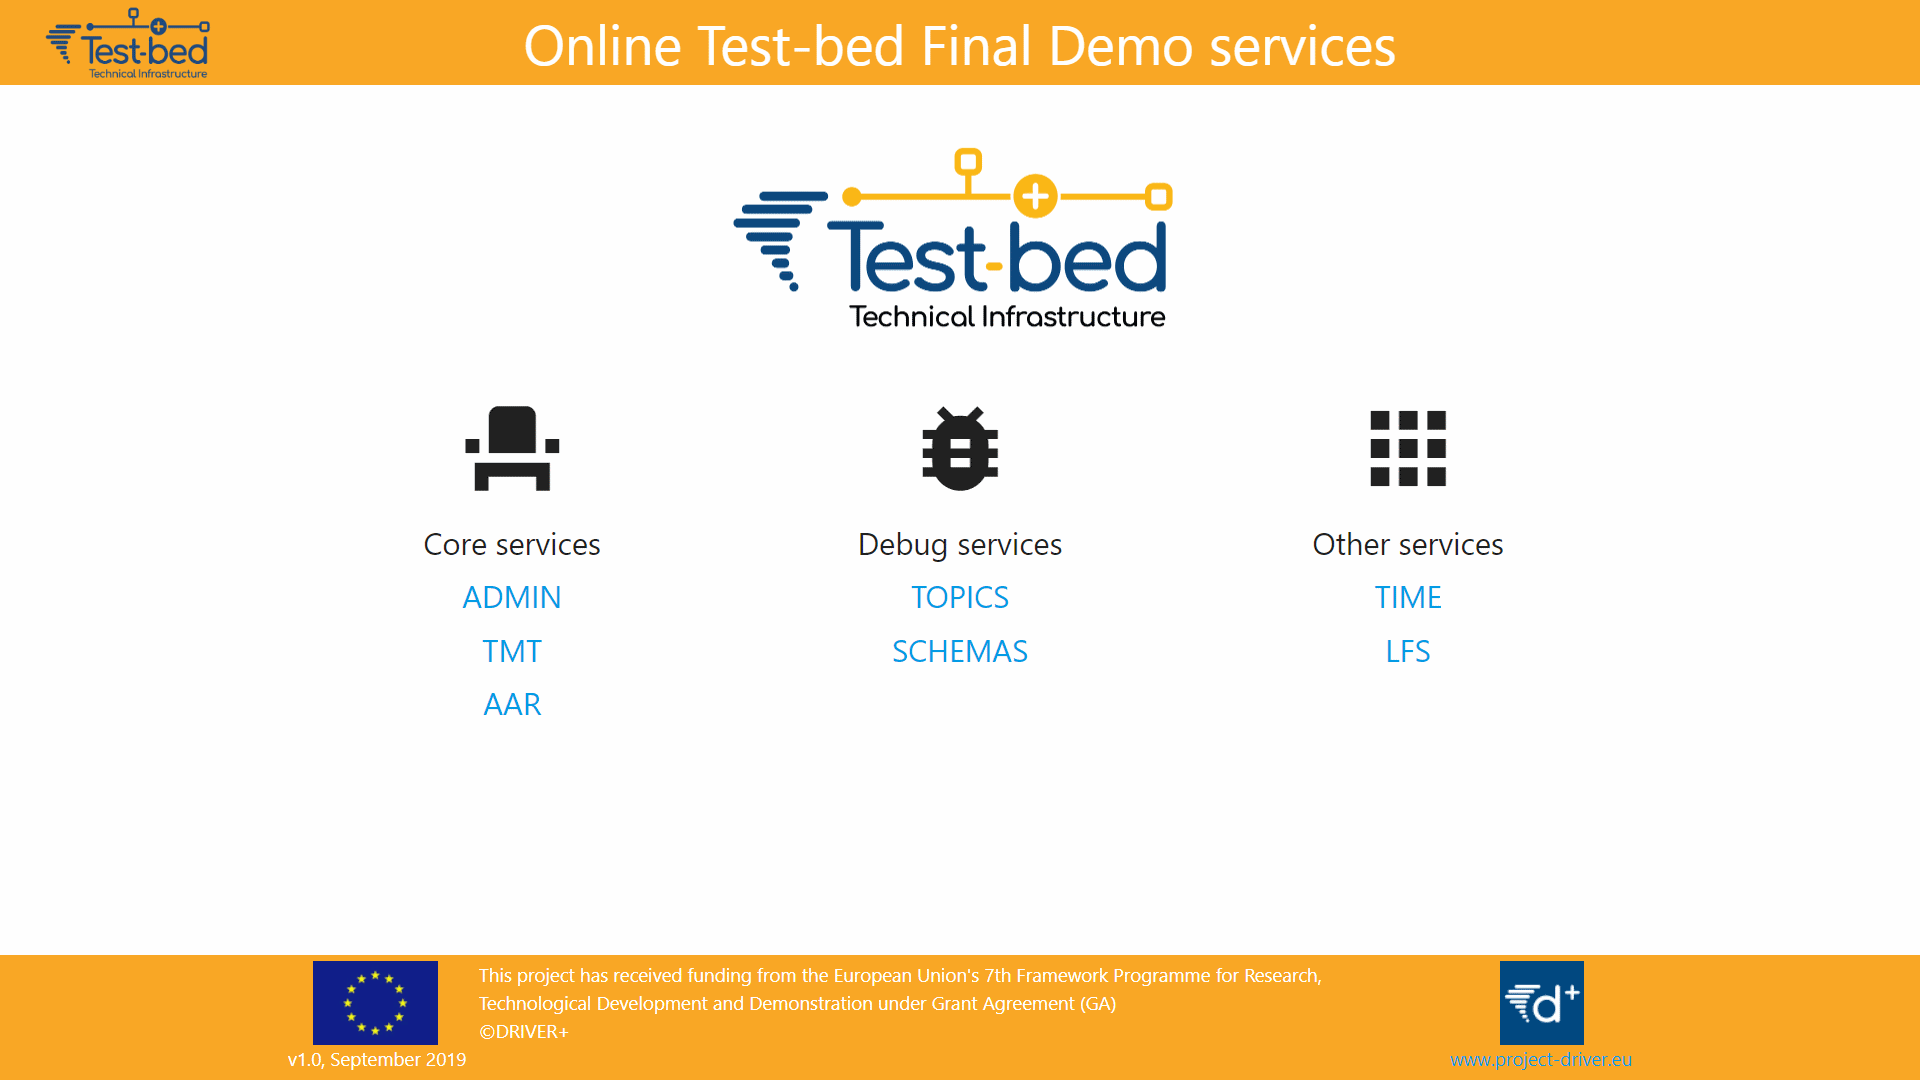 Test-bed
Technical Infrastructure
Online Test-bed Final Demo services
Test-bed
Technical Infrastructure
Core services
ADMIN
TMT
AAR
Debug services
TOPICS
SCHEMAS
Other services
TIME
LFS
This project has received funding from the European Union's 7th Framework Programme for Research,
Technological Development and Demonstration under Grant Agreement (GA)
©DRIVER+
v1.0, September 2019
d+
www.project-driver.eu